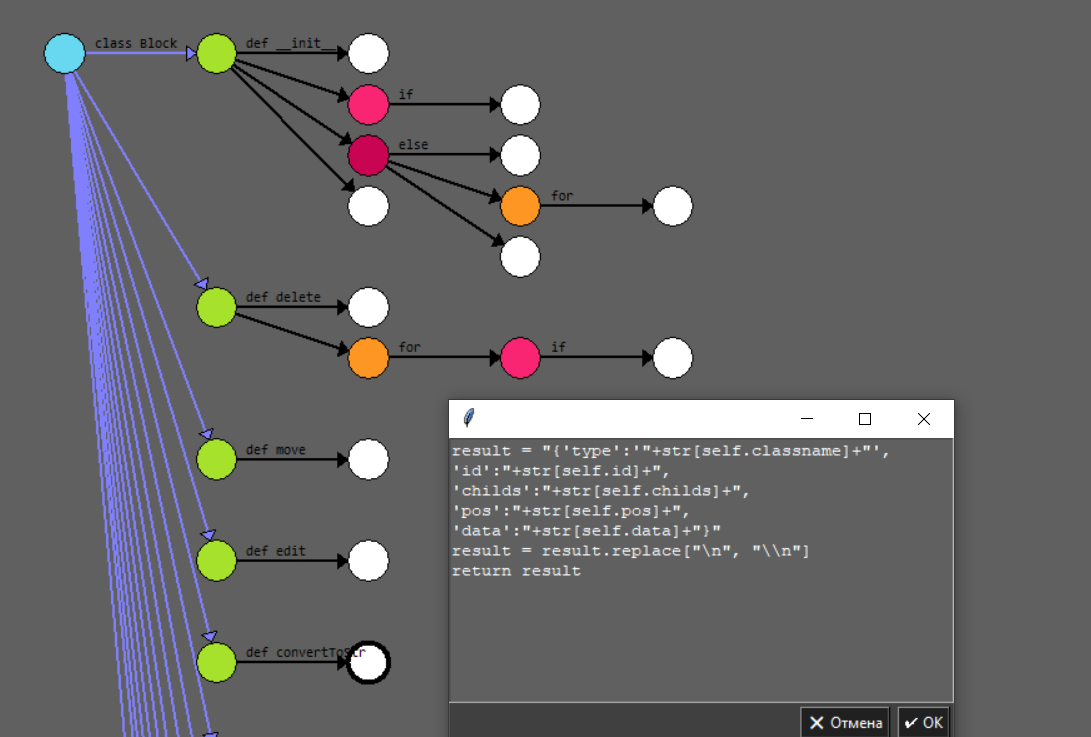 class Block
def __init__
if
else
for
def delete
for
if
def move
def edit
def convertToStr
result = "{'type':'"+str[self.classname]+"',
'id':"+str[self.id]+",
'childs':"+str[self.childs]+",
'pos':"+str[self.pos]+",
'data':"+str[self.data]+"}"
result = result.replace["\n", "\\n"]
return result
Отмена
OK